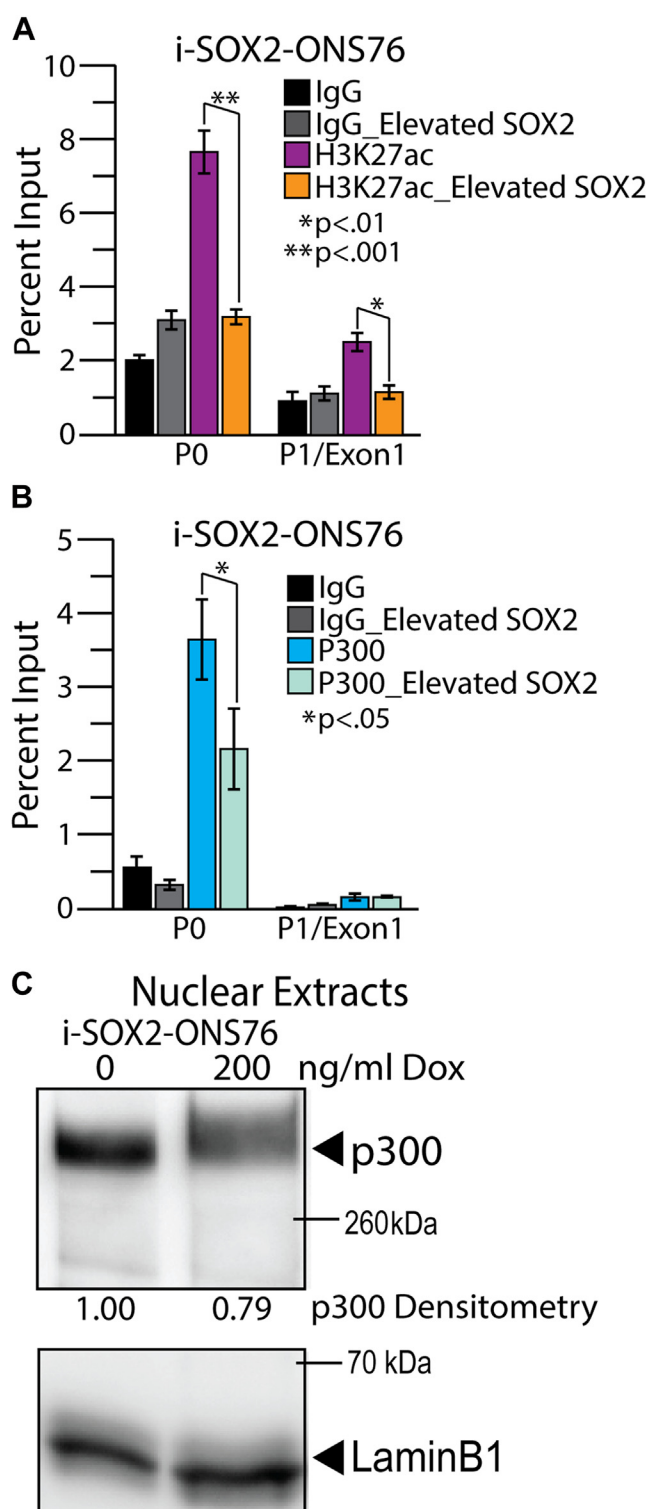 A
i-SOX2-ONS76
10
8
6
4
2
0
Percent Input
IgG
IgG_Elevated SOX2
H3K27ac
H3K27ac_Elevated SOX2
*p<.01
**p<.001
**
*
P0 P1/Exon1
B
i-SOX2-ONS76
5
4
3
2
1
0
Percent Input
IgG
IgG_Elevated SOX2
P300
P300_Elevated SOX2
*p<.05
*
P0 P1/Exon1
C
Nuclear Extracts
i-SOX2-ONS76
0 200 ng/ml Dox
p300
260kDa
1.00 0.79 p300 Densitometry
70 kDa
LaminB1